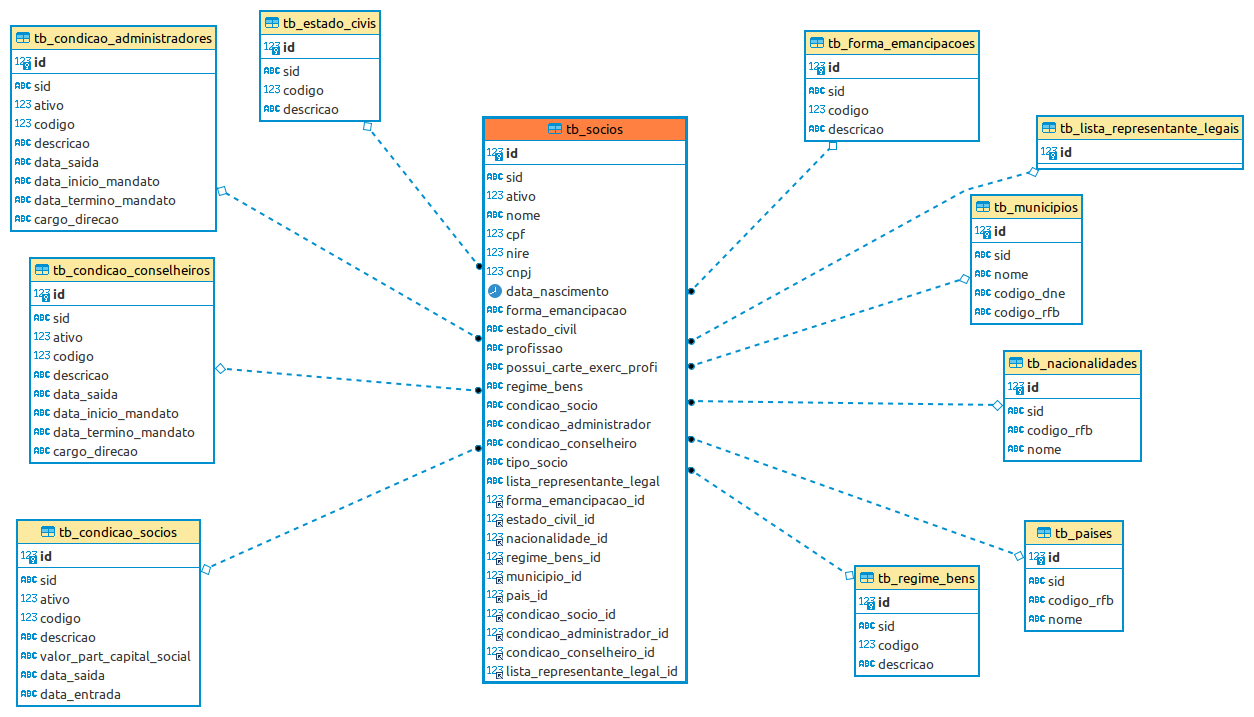 tb_condicao_administradores
123 id
ABC sid
123 ativo
123 codigo
ABC descricao
ABC data_saida
ABC data_inicio_mandato
ABC data_termino_mandato
ABC cargo_direcao
tb_estado_civis
123 id
ABC sid
123 codigo
ABC descricao
tb_condicao_conselheiros
123 id
ABC sid
123 ativo
123 codigo
ABC descricao
ABC data_saida
ABC data_inicio_mandato
ABC data_termino_mandato
ABC cargo_direcao
tb_condicao_socios
123 id
ABC sid
123 ativo
123 codigo
ABC descricao
ABC valor_part_capital_social
ABC data_saida
ABC data_entrada
tb_socios
123 id
ABC sid
123 ativo
ABC nome
123 cpf
123 nire
123 cnpj
data_nascimento
ABC forma_emancipacao
ABC estado_civil
ABC profissao
ABC possui_carte_exerc_profi
ABC regime_bens
ABC condicao_socio
ABC condicao_administrador
ABC condicao_conselheiro
ABC tipo_socio
ABC lista_representante_legal
123 forma_emancipacao_id
123 estado_civil_id
123 nacionalidade_id
123 regime_bens_id
123 municipio_id
123 pais_id
123 condicao_socio_id
123 condicao_administrador_id
123 condicao_conselheiro_id
123 lista_representante_legal_id
tb_forma_emancipacoes
123 id
ABC sid
123 codigo
ABC descricao
tb_lista_representante_legais
123 id
tb_municipios
123 id
ABC sid
ABC nome
ABC codigo_dne
ABC codigo_rfb
tb_nacionalidades
123 id
ABC sid
ABC codigo_rfb
ABC nome
tb_paises
123 id
ABC sid
ABC codigo_rfb
ABC nome
tb_regime_bens
123 id
ABC sid
123 codigo
ABC descricao